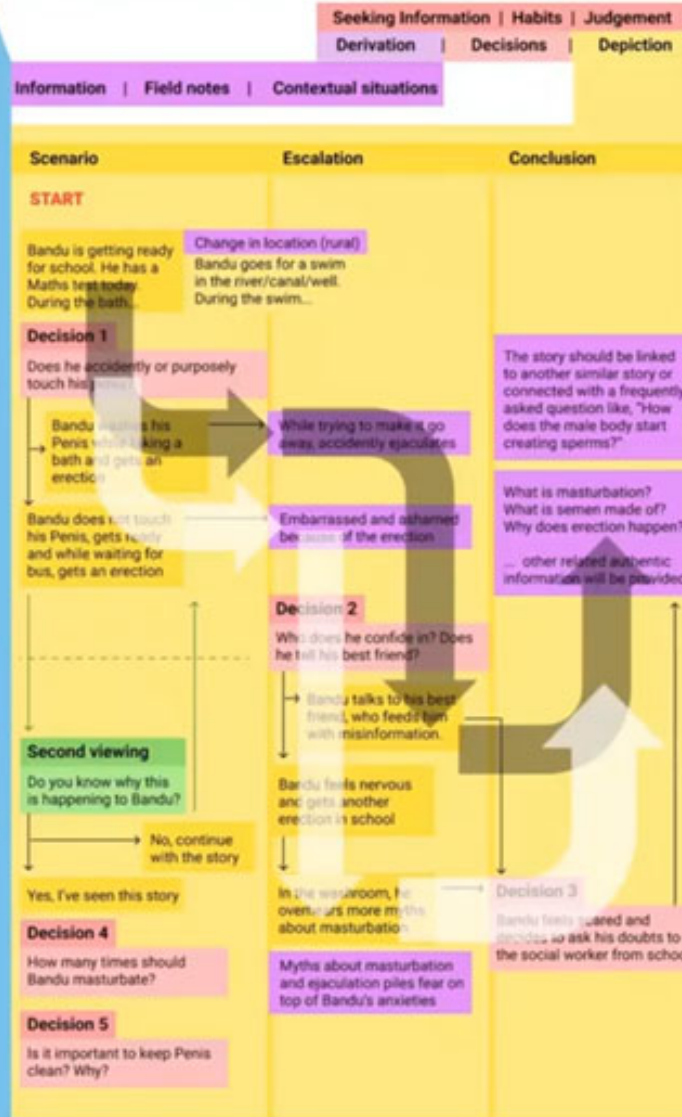 Seeking Information | Habits | Judgement
Derivation | Decisions | Depiction
Information | Field notes | Contextual situations
Scenario
Escalation
Conclusion
START
Bandu is getting ready
for school. He has a
Maths test today.
During the bath...
Change in location (rural)
Bandu goes for a swim
in the river/canal/well.
During the swim...
Decision 1
Does he accidently or purposely
touch his
Bandu washes his
Penis while taking a
bath and gets an
erection
While trying to make it go
away, accidently ejaculates
Bandu does not touch
his Penis, gets ready
and while waiting for
bus, gets an erection
Embarrassed and ashamed
because of the erection
The story should be linked
to another similar story or
connected with a frequently
asked question like, "How
does the male body start
creating sperms?"
What is masturbation?
What is semen made of?
Why does erection happen?
... other related authentic
information will be provided
Decision 2
Who does he confide in? Does
he tell his best friend?
Bandu talks to his best
friend, who feeds him
with misinformation.
Bandu feels nervous
and gets another
erection in school
In the washroom, he
overhears more myths
about masturbation
Myths about masturbation
and ejaculation piles fear on
top of Bandu's anxieties
Decision 3
Bandu feels scared and
decides to ask his doubts to
the social worker from school
Second viewing
Do you know why this
is happening to Bandu?
No, continue
with the story
Yes, I've seen this story
Decision 4
How many times should
Bandu masturbate?
Decision 5
Is it important to keep Penis
clean? Why?